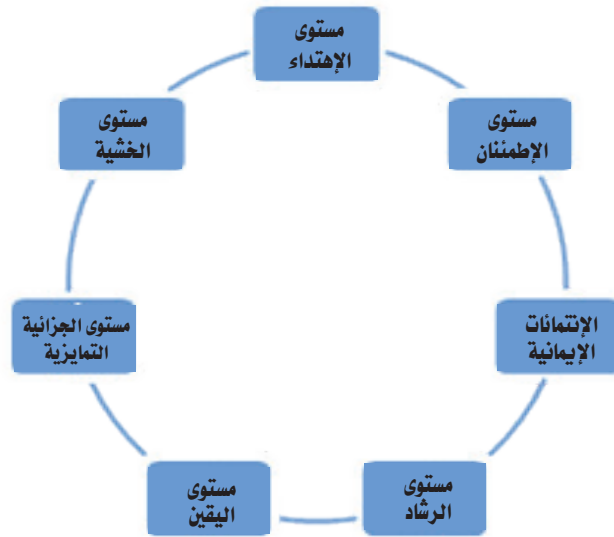 مستوى
الإهتداء
مستوى
الإطمئنان
الإنتمائات
الإيمانية
مستوى
الرشاد
مستوى
اليقين
مستوى الجزائية
التمايزية
مستوى
الخشية